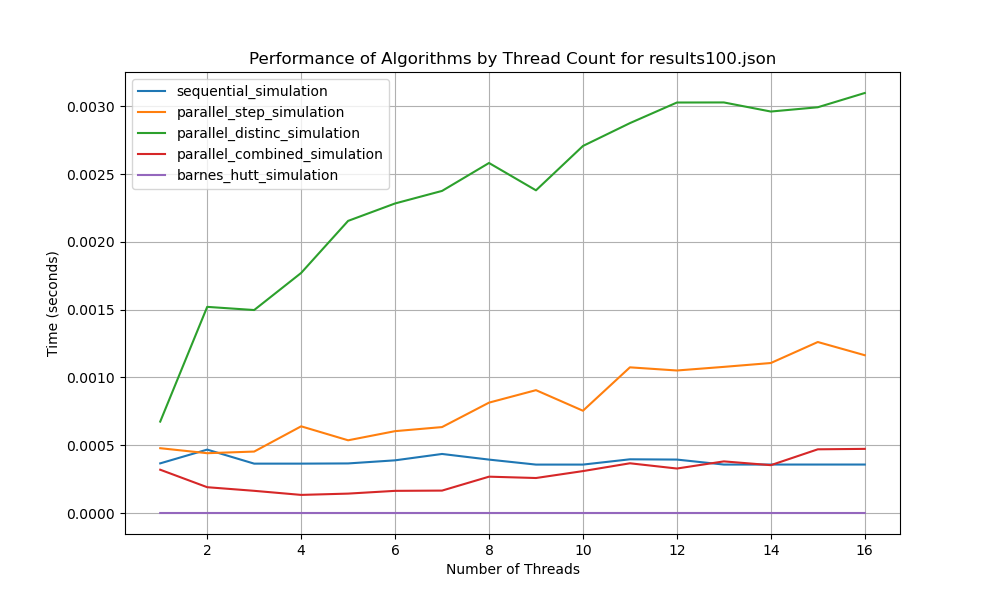 Performance of Algorithms by Thread Count for results100.json
sequential_simulation
parallel_step_simulation
parallel_distinc_simulation
parallel_combined_simulation
barnes_hutt_simulation
Time (seconds)
0.0030
0.0025
0.0020
0.0015
0.0010
0.0005
0.0000
2 4 6 8 10 12 14 16
Number of Threads